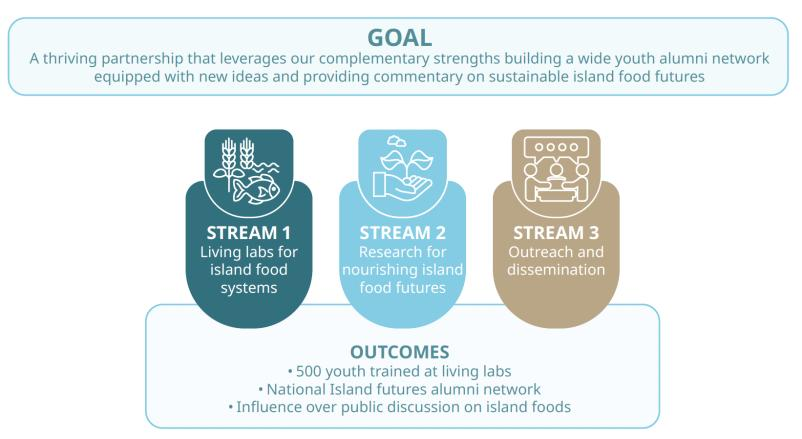 GOAL
A thriving partnership that leverages our complementary strengths building a wide youth alumni network
equipped with new ideas and providing commentary on sustainable island food futures
STREAM 1
Living labs for
island food
systems
STREAM 2
Research for
nourishing island
food futures
STREAM 3
Outreach and
dissemination
OUTCOMES
• 500 youth trained at living labs
• National Island futures alumni network
• Influence over public discussion on island foods